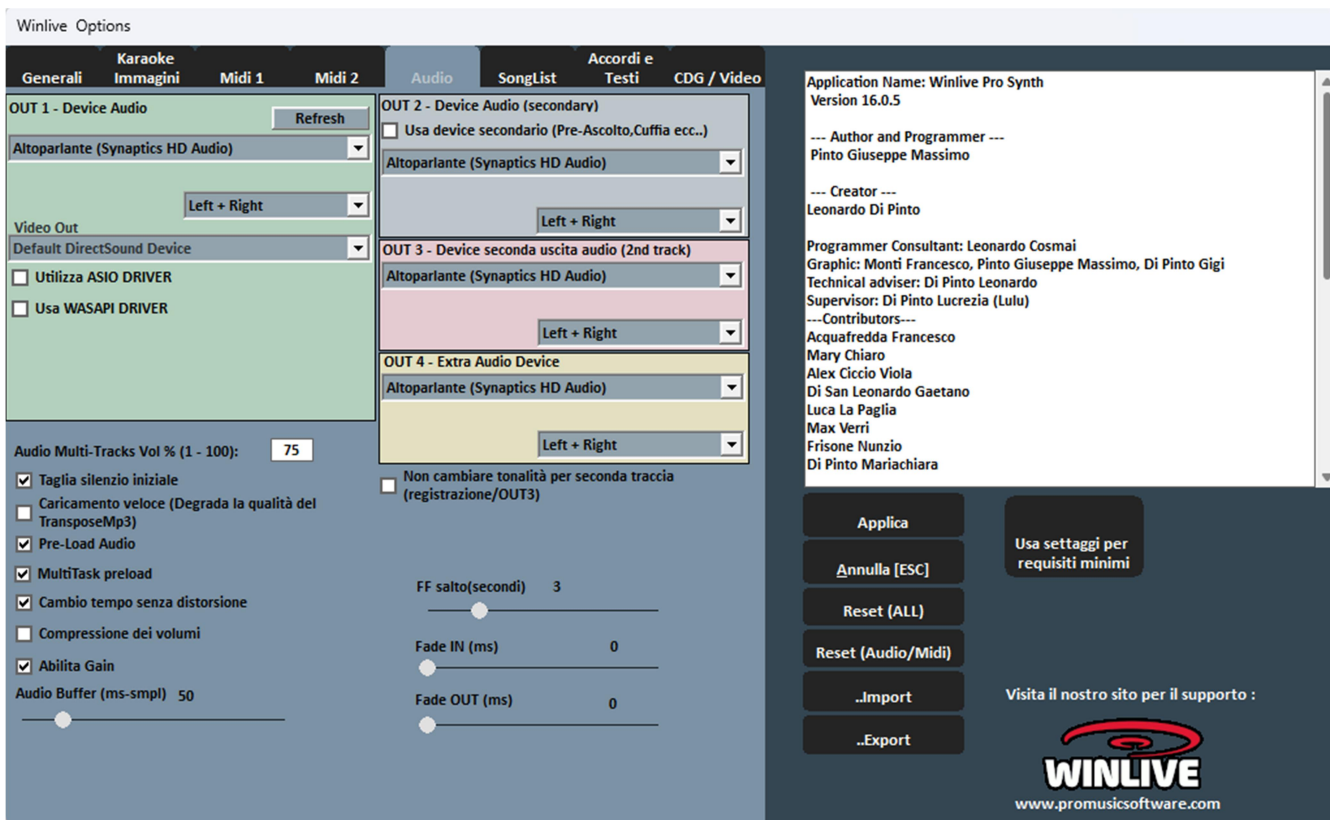 Winlive Options
Generali
Karaoke
Immagini
Midi 1
Midi 2
Audio
SongList
Accordi e
Testi
CDG / Video
OUT 1 - Device Audio
Refresh
Altoparlante (Synaptics HD Audio)
Left + Right
Video Out
Default DirectSound Device
Utilizza ASIO DRIVER
Usa WASAPI DRIVER
OUT 2 - Device Audio (secondary)
Usa device secondario (Pre-Ascolto,Cuffia ecc..)
Altoparlante (Synaptics HD Audio)
Left + Right
OUT 3 - Device seconda uscita audio (2nd track)
Altoparlante (Synaptics HD Audio)
Left + Right
OUT 4 - Extra Audio Device
Altoparlante (Synaptics HD Audio)
Left + Right
Audio Multi-Tracks Vol % (1 - 100): 75
Taglia silenzio iniziale
Caricamento veloce (Degrada la qualità del
TransposeMp3)
Pre-Load Audio
MultiTask preload
Cambio tempo senza distorsione
Compressione dei volumi
Abilita Gain
Audio Buffer (ms-smpl) 50
Non cambiare tonalità per seconda traccia
(registrazione/OUT3)
FF salto(secondi) 3
Fade IN (ms) 0
Fade OUT (ms) 0
Application Name: Winlive Pro Synth
Version 16.0.5
--- Author and Programmer ---
Pinto Giuseppe Massimo
--- Creator ---
Leonardo Di Pinto
Programmer Consultant: Leonardo Cosmai
Graphic: Monti Francesco, Pinto Giuseppe Massimo, Di Pinto Gigi
Technical adviser: Di Pinto Leonardo
Supervisor: Di Pinto Lucrezia (Lulu)
---Contributors---
Acquafredda Francesco
Mary Chiaro
Alex Ciccio Viola
Di San Leonardo Gaetano
Luca La Paglia
Max Verri
Frisone Nunzio
Di Pinto Mariachiara
Applica
Annulla [ESC]
Reset (ALL)
Reset (Audio/Midi)
..Import
..Export
Usa settaggi per
requisiti minimi
Visita il nostro sito per il supporto :
WINLIVE
www.promusicsoftware.com